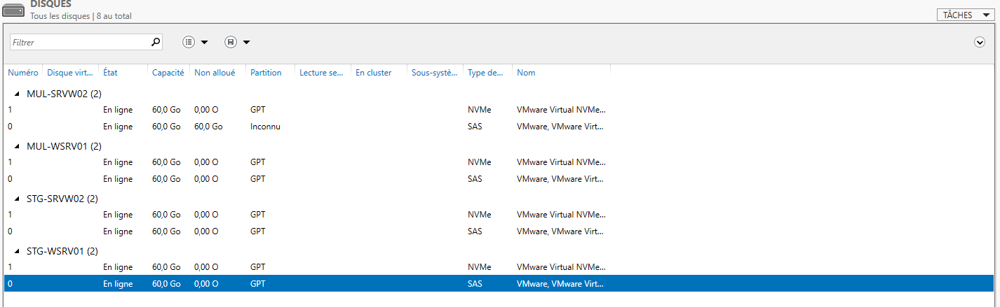 DISQUES
Tous les disques | 8 au total
TÂCHES
Filtrer
Numéro Disque virt... État Capacité Non alloué Partition Lecture se... En cluster Sous-systè... Type de... Nom
MUL-SRVW02 (2)
1 En ligne 60,0 Go 0,00 O GPT NVMe VMware Virtual NVMe...
0 En ligne 60,0 Go 60,0 Go Inconnu SAS VMware, VMware Virt...
MUL-WSRV01 (2)
1 En ligne 60,0 Go 0,00 O GPT NVMe VMware Virtual NVMe...
0 En ligne 60,0 Go 0,00 O GPT SAS VMware, VMware Virt...
STG-SRVW02 (2)
1 En ligne 60,0 Go 0,00 O GPT NVMe VMware Virtual NVMe...
0 En ligne 60,0 Go 0,00 O GPT SAS VMware, VMware Virt...
STG-WSRV01 (2)
1 En ligne 60,0 Go 0,00 O GPT NVMe VMware Virtual NVMe...
0 En ligne 60,0 Go 0,00 O GPT SAS VMware, VMware Virt...